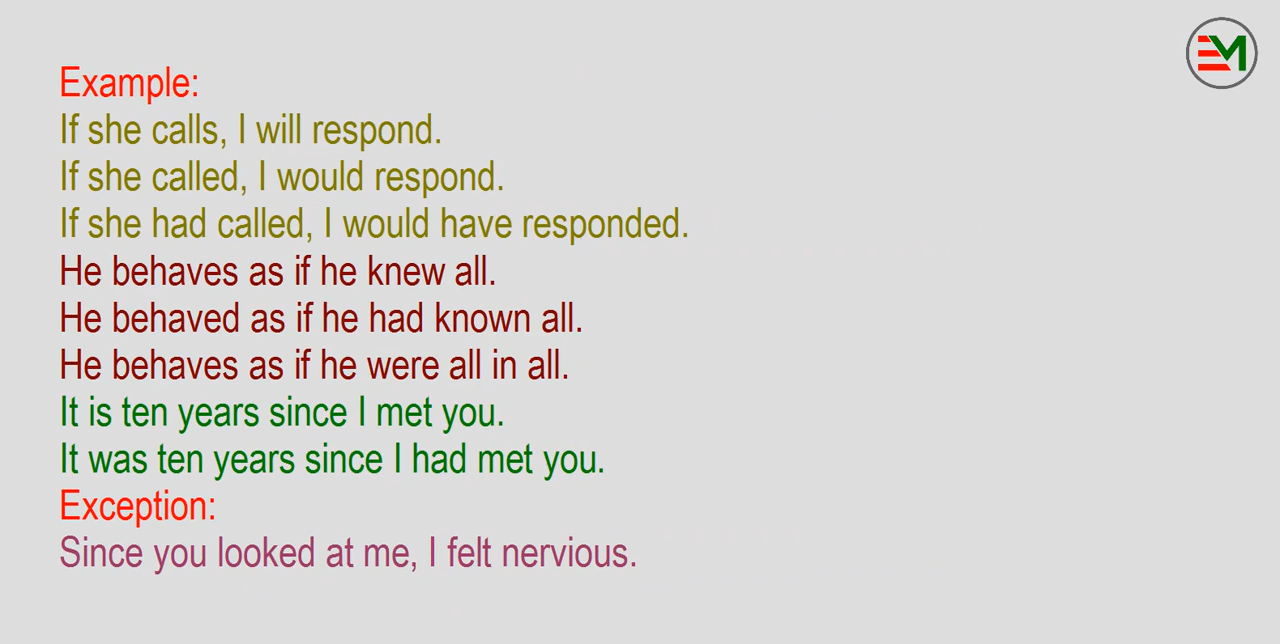 EM
Example:
If she calls, I will respond.
If she called, I would respond.
If she had called, I would have responded.
He behaves as if he knew all.
He behaved as if he had known all.
He behaves as if he were all in all.
It is ten years since I met you.
It was ten years since I had met you.
Exception:
Since you looked at me, I felt nervious.